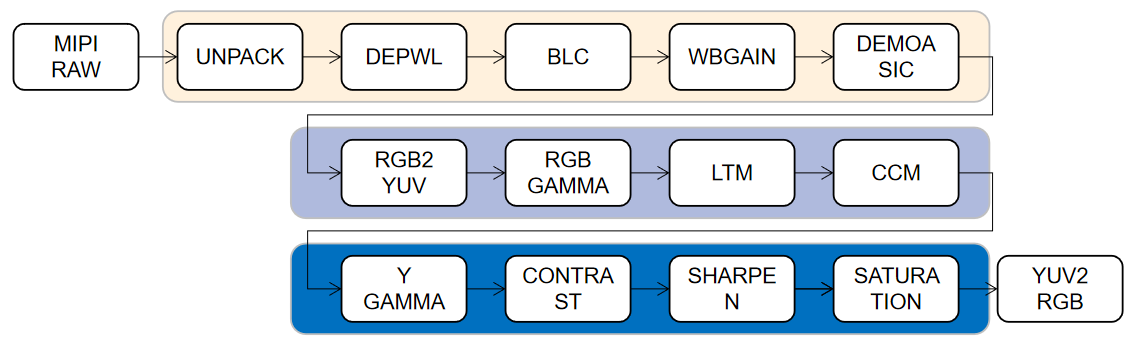 MIPI
RAW
UNPACK
DEPWL
BLC
WBGAIN
DEMOA
SIC
RGB2
YUV
RGB
GAMMA
LTM
CCM
Y
GAMMA
CONTRA
ST
SHARPE
N
SATURA
TION
YUV2
RGB